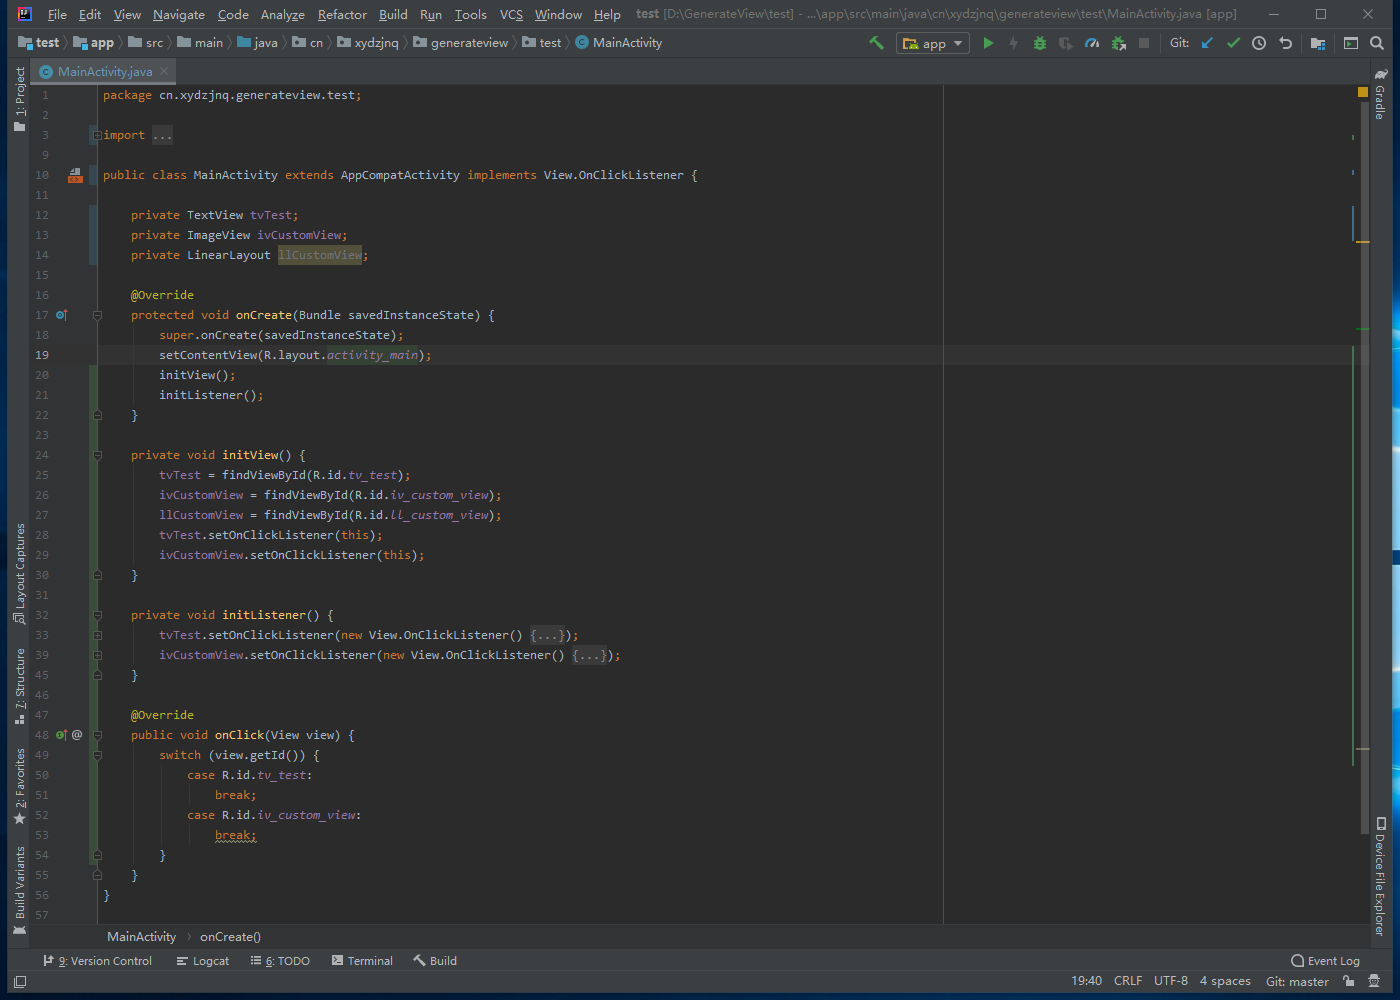 File Edit View Navigate Code Analyze Refactor Build Run Tools VCS Window Help test [D:\GenerateView\test] - ...\app\src\main\java\cn\xydzjnq\generateview\test\MainActivity.java [app]
test app src main java cn xydzjnq generateview test MainActivity app Git:
MainActivity.java
1 package cn.xydzjnq.generateview.test;
2
3 import ...
9
10 public class MainActivity extends AppCompatActivity implements View.OnClickListener {
11
12 private TextView tvTest;
13 private ImageView ivCustomView;
14 private LinearLayout llCustomView;
15
16 @Override
17 protected void onCreate(Bundle savedInstanceState) {
18 super.onCreate(savedInstanceState);
19 setContentView(R.layout.activity_main);
20 initView();
21 initListener();
22 }
23
24 private void initView() {
25 tvTest = findViewById(R.id.tv_test);
26 ivCustomView = findViewById(R.id.iv_custom_view);
27 llCustomView = findViewById(R.id.ll_custom_view);
28 tvTest.setOnClickListener(this);
29 ivCustomView.setOnClickListener(this);
30 }
31
32 private void initListener() {
33 tvTest.setOnClickListener(new View.OnClickListener() {...});
39 ivCustomView.setOnClickListener(new View.OnClickListener() {...});
45 }
46
47 @Override
48 public void onClick(View view) {
49 switch (view.getId()) {
50 case R.id.tv_test:
51 break;
52 case R.id.iv_custom_view:
53 break;
54 }
55 }
56 }
57
1: Project
Layout Captures
7: Structure
2: Favorites
Build Variants
Gradle
Device File Explorer
MainActivity onCreate()
9: Version Control Logcat 6: TODO Terminal Build Event Log
19:40 CRLF UTF-8 4 spaces Git: master